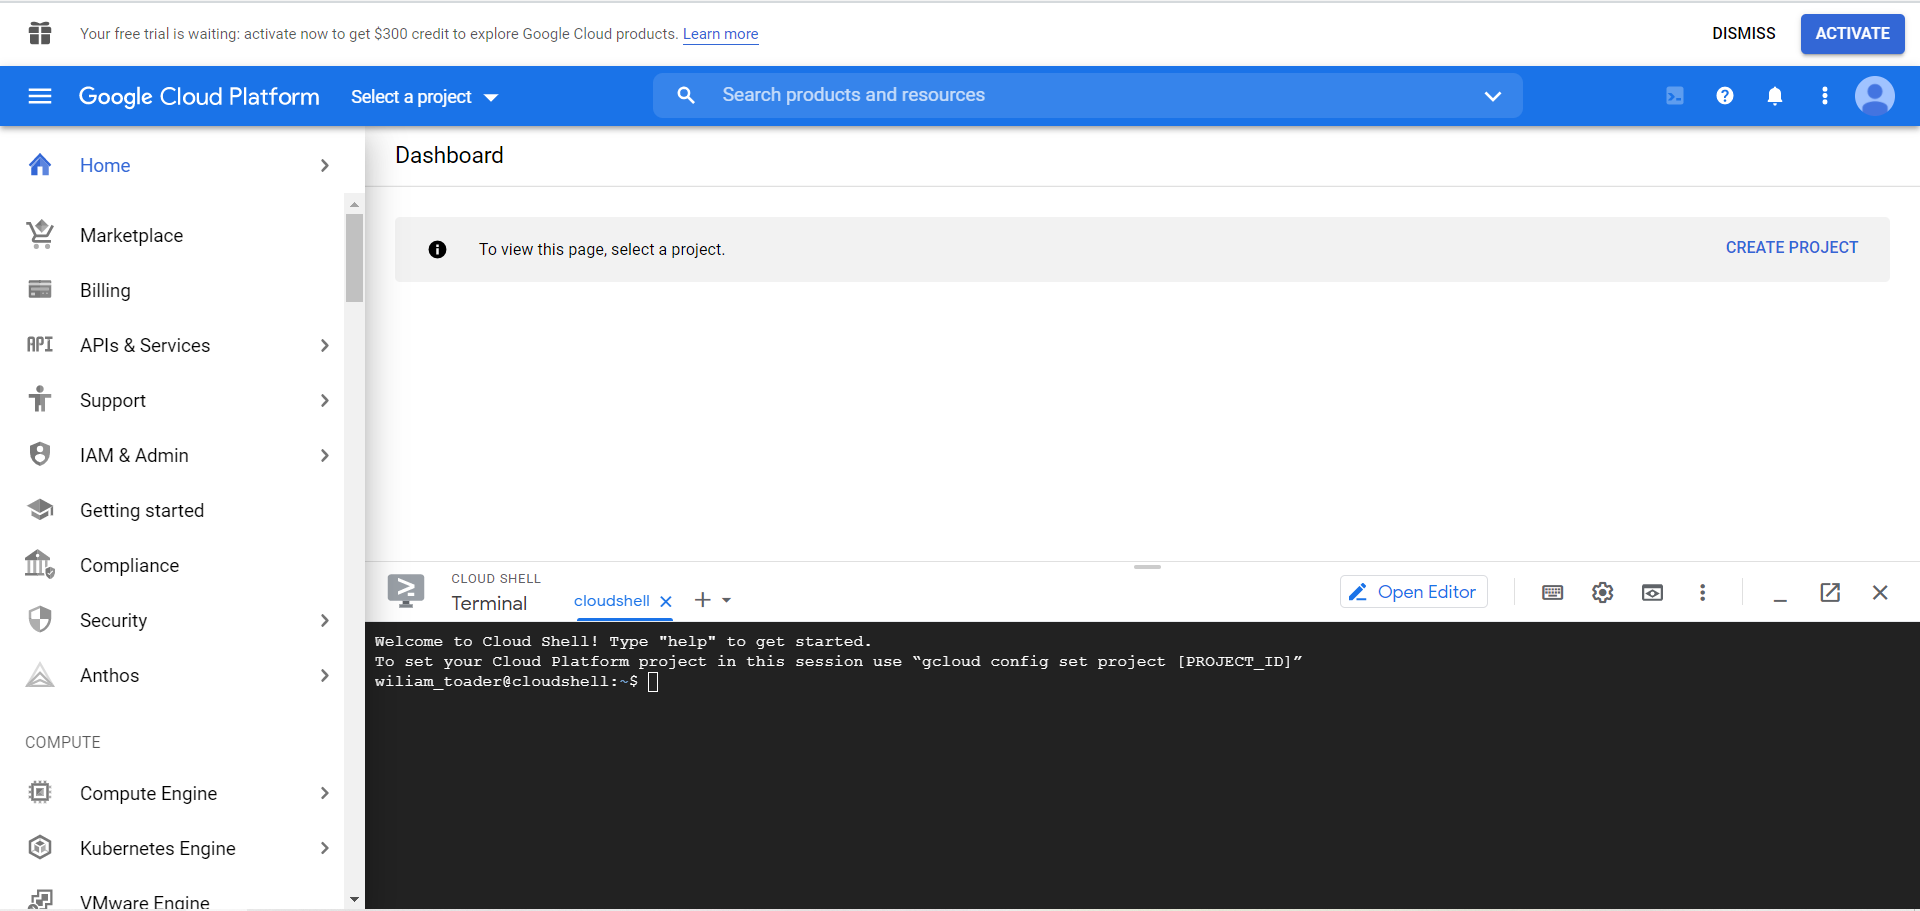 Your free trial is waiting: activate now to get $300 credit to explore Google Cloud products. Learn more
DISMISS
ACTIVATE
Google Cloud Platform
Select a project
Search products and resources
Home
Marketplace
Billing
API
APIs & Services
Support
IAM & Admin
Getting started
Compliance
Security
Anthos
COMPUTE
Compute Engine
Kubernetes Engine
VMware Engine
Dashboard
To view this page, select a project.
CREATE PROJECT
CLOUD SHELL
Terminal
cloudshell
Open Editor
Welcome to Cloud Shell! Type "help" to get started.
To set your Cloud Platform project in this session use “gcloud config set project [PROJECT_ID]”
wiliam_toader@cloudshell:~$